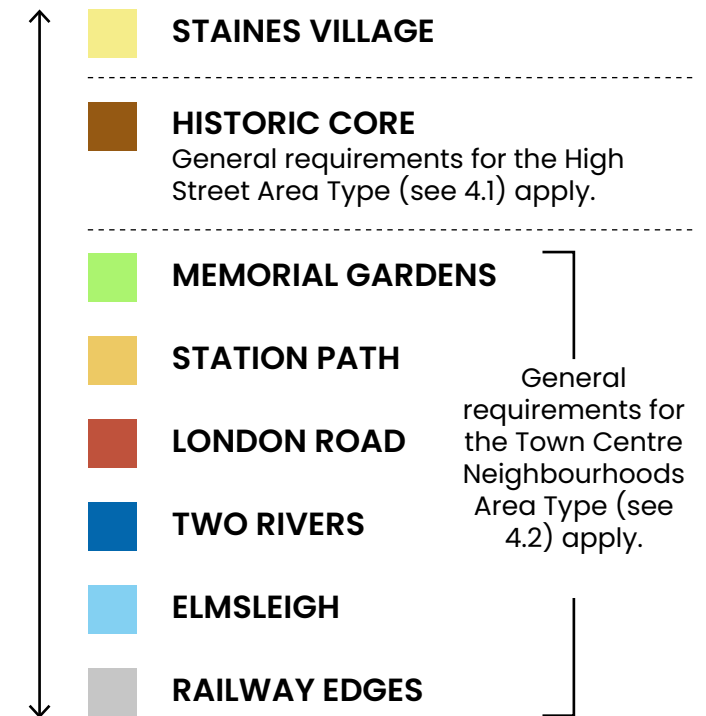 STAINES VILLAGE
HISTORIC CORE
General requirements for the High
Street Area Type (see 4.1) apply.
MEMORIAL GARDENS
STATION PATH
LONDON ROAD
TWO RIVERS
ELMSLEIGH
RAILWAY EDGES
General
requirements for
the Town Centre
Neighbourhoods
Area Type (see
4.2) apply.